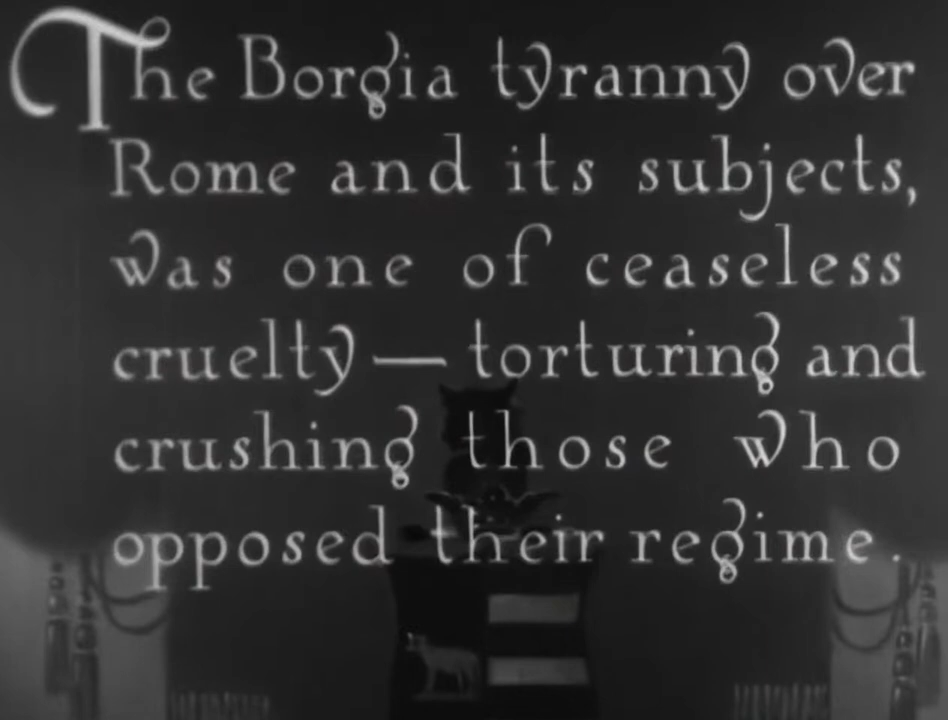 The Borgia tyranny over
Rome and its subjects,
was one of ceaseless
cruelty — torturing and
crushing those who
opposed their regime.